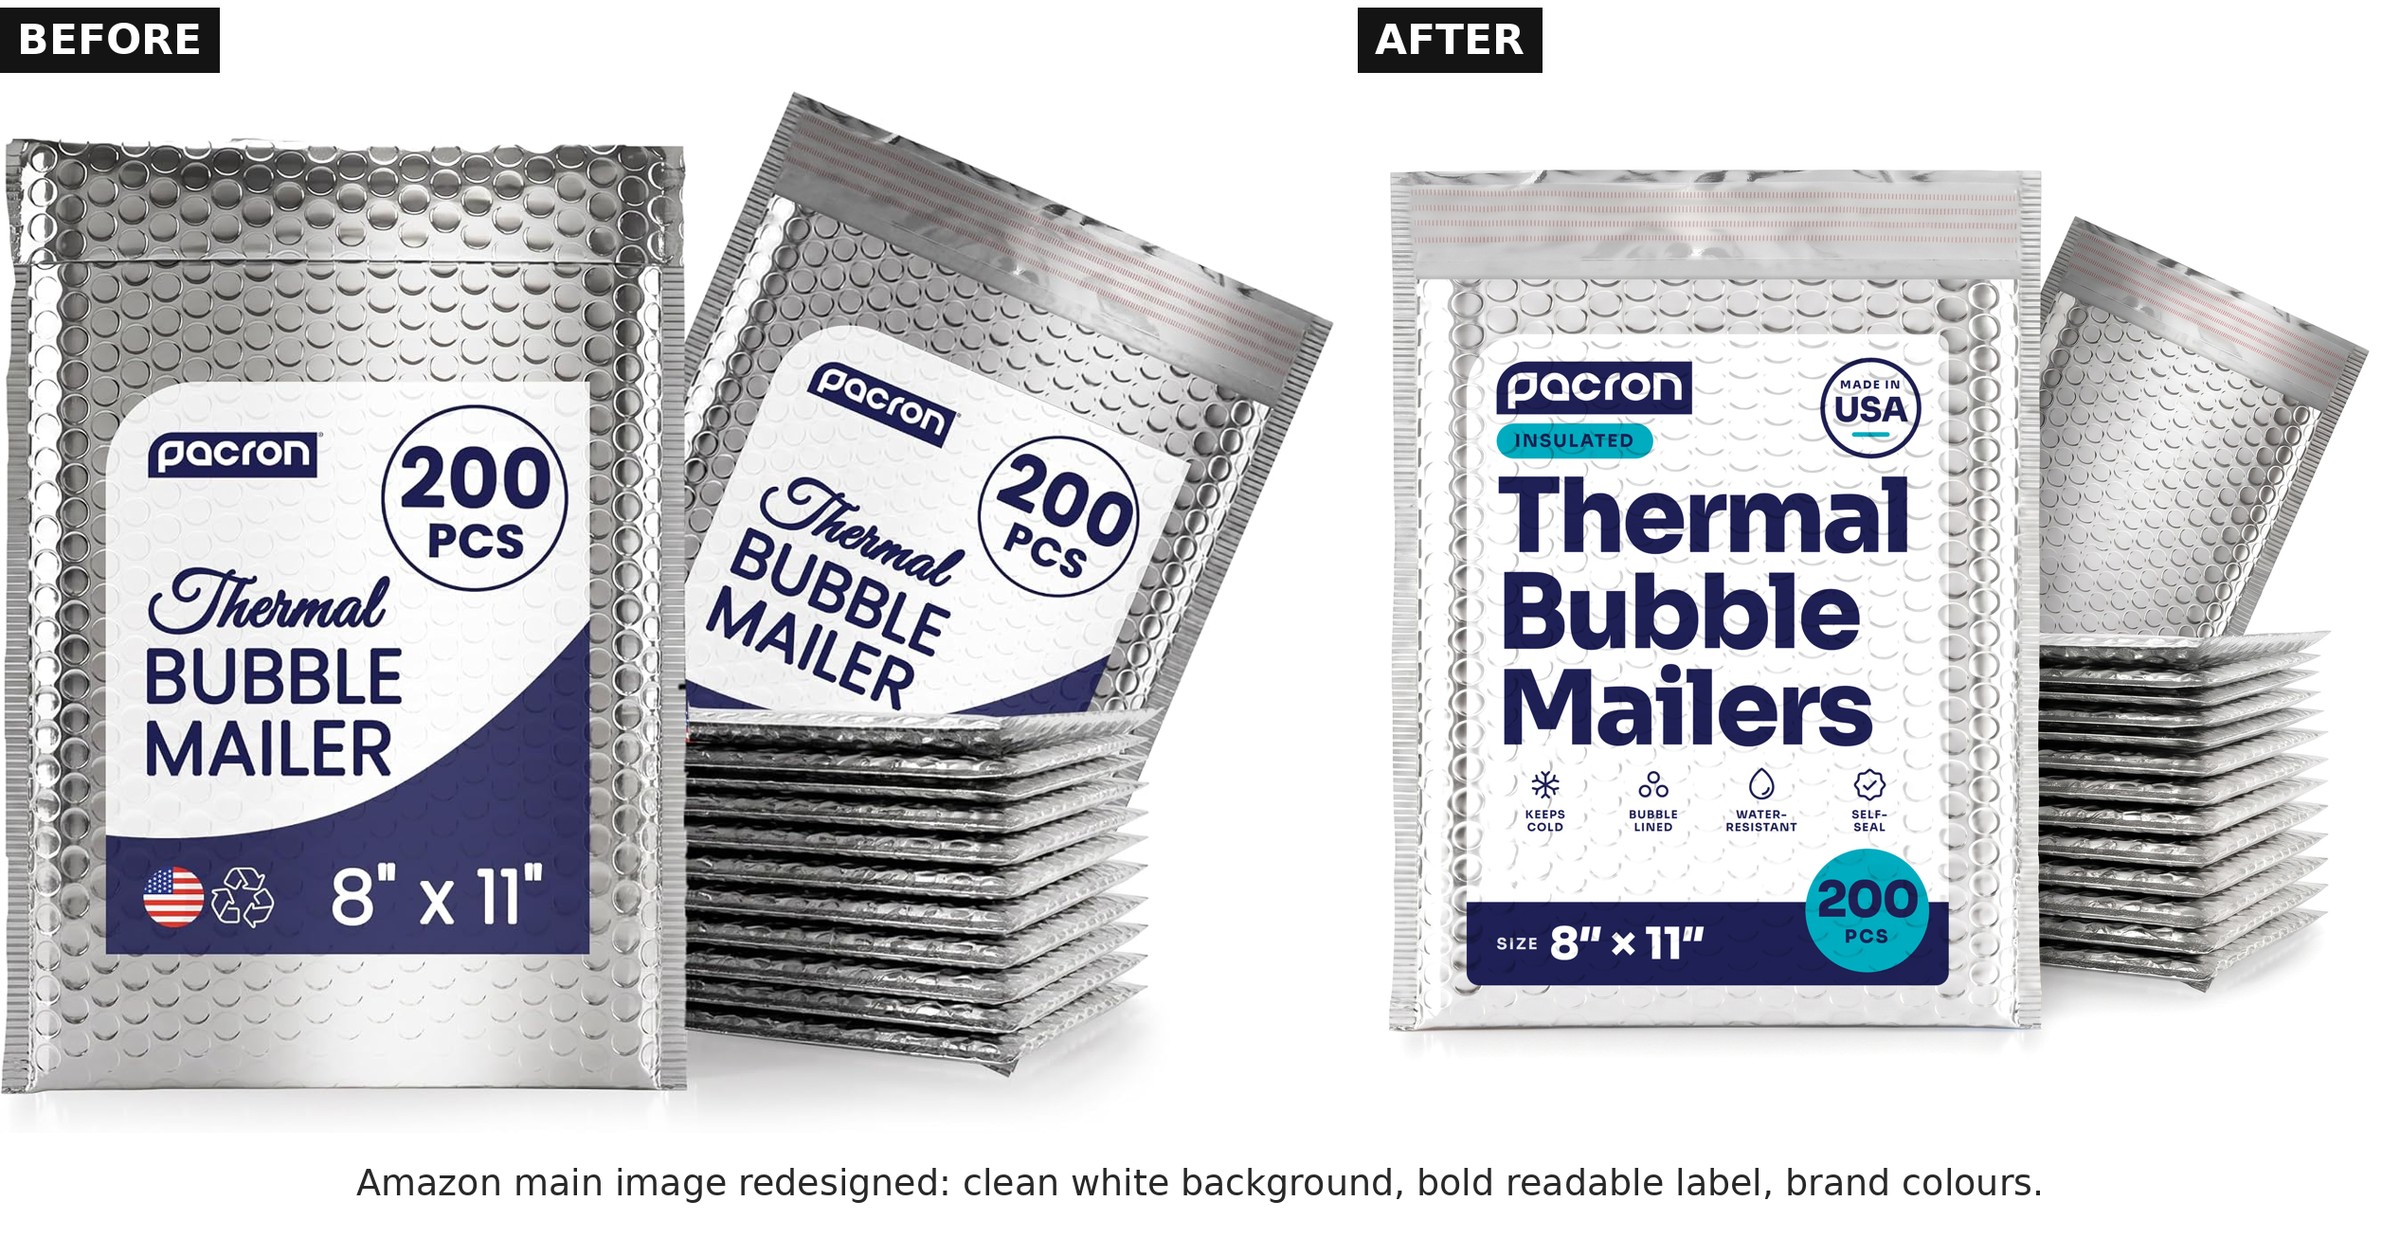 BEFORE
AFTER
pacron
200
PCS
Thermal
BUBBLE
MAILER
8" x 11"
pacron
200
PCS
Thermal
BUBBLE
MAILER
pacron
INSULATED
MADE IN
USA
Thermal
Bubble
Mailers
KEEPS
COLD
BUBBLE
LINED
WATER-
RESISTANT
SELF-
SEAL
SIZE 8" × 11"
200
PCS
Amazon main image redesigned: clean white background, bold readable label, brand colours.